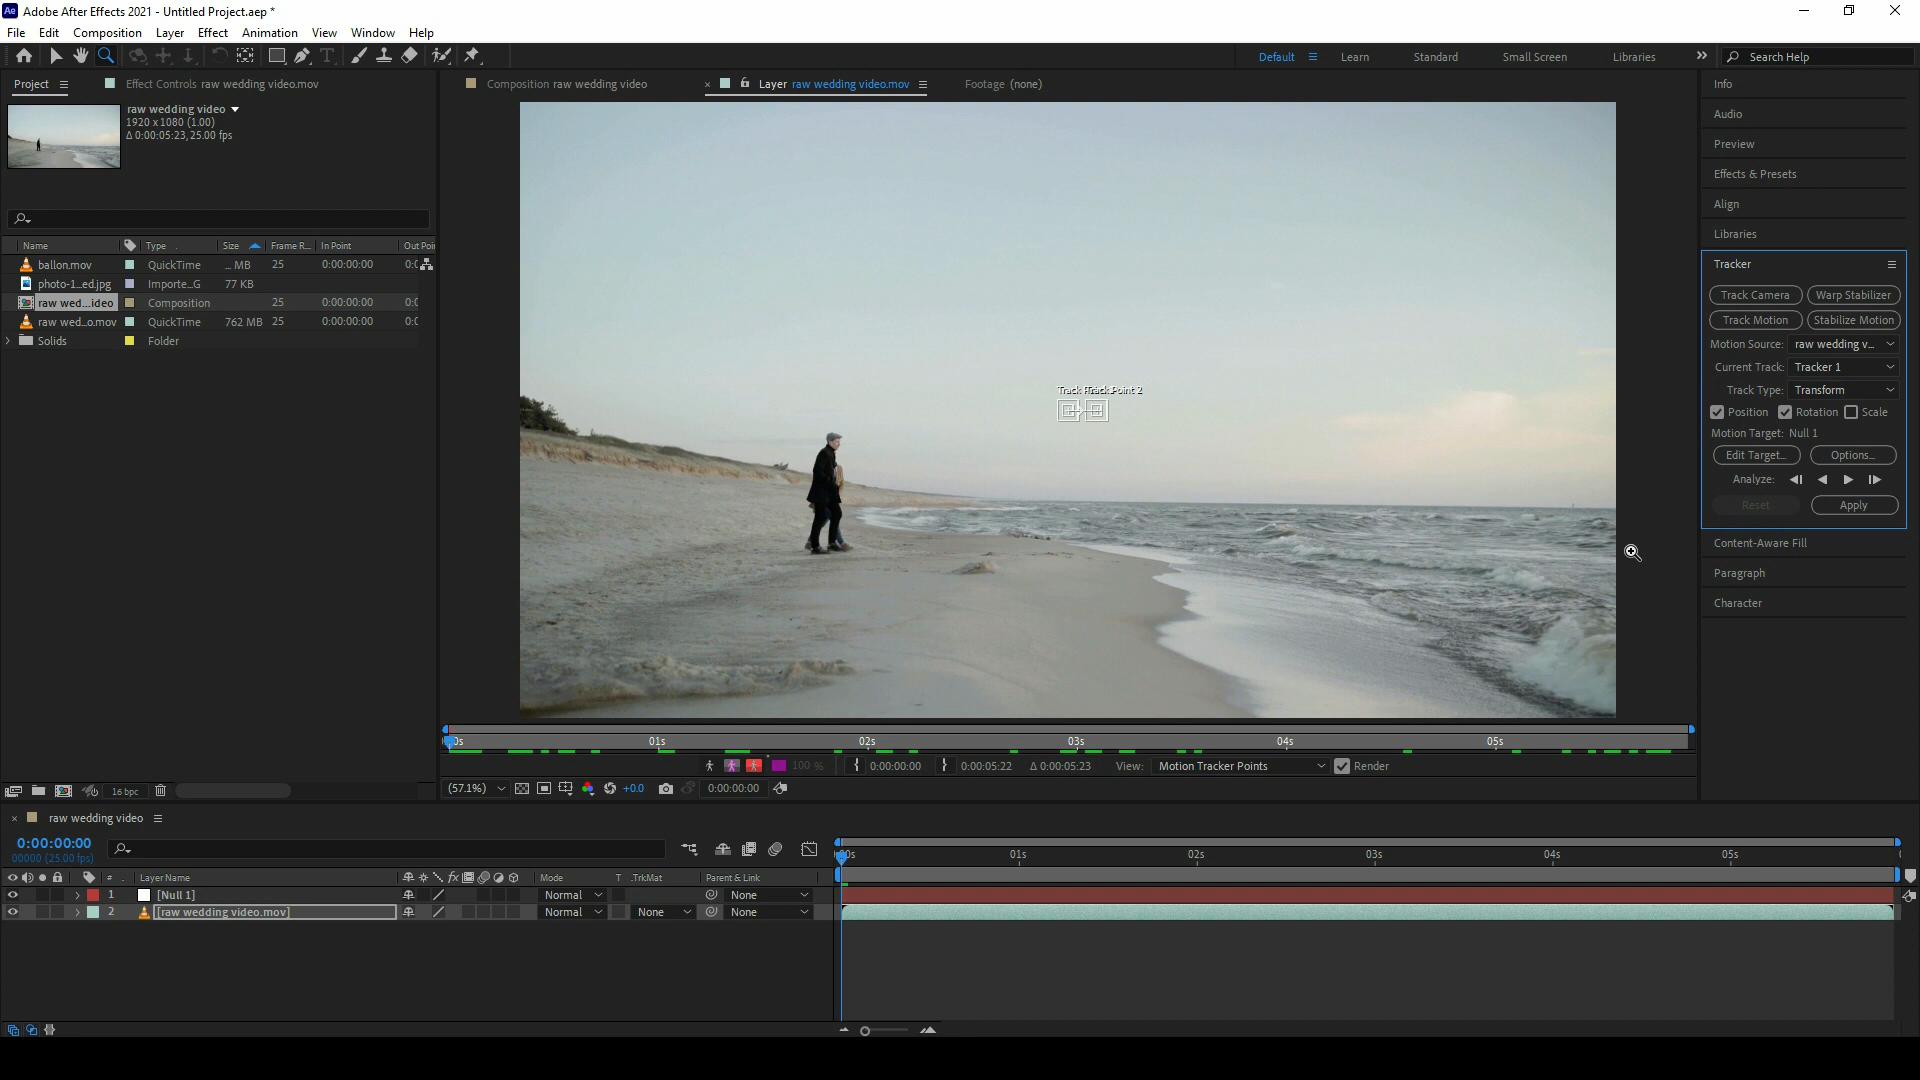 Ae Adobe After Effects 2021 - Untitled Project.aep *
File Edit Composition Layer Effect Animation View Window Help
Default Learn Standard Small Screen Libraries Search Help
Project Effect Controls raw wedding video.mov
Composition raw wedding video
Layer raw wedding video.mov
Footage (none)
raw wedding video
1920 x 1080 (1.00)
Δ 0:00:05:23, 25.00 fps
Name Type Size Frame R... In Point
ballon.mov QuickTime ... MB 25 0:00:00:00
photo-1...ed.jpg Importe...G 77 KB
raw wed...ideo Composition 25 0:00:00:00
raw wed...o.mov QuickTime 762 MB 25 0:00:00:00
Solids Folder
16 bpc
Track Point 2
01s 02s 03s 04s 05s
100 % 0:00:00:00 0:00:05:22 Δ 0:00:05:23 View: Motion Tracker Points Render
(57.1%) +0.0 0:00:00:00
Info
Audio
Preview
Effects & Presets
Align
Libraries
Tracker
Track Camera Warp Stabilizer
Track Motion Stabilize Motion
Motion Source: raw wedding v...
Current Track: Tracker 1
Track Type: Transform
Position Rotation Scale
Motion Target: Null 1
Edit Target... Options...
Analyze:
Reset Apply
Content-Aware Fill
Paragraph
Character
raw wedding video
0:00:00:00
00000 (25.00 fps)
01s 02s 03s 04s 05s
# Layer Name Mode T .TrkMat Parent & Link
1 [Null 1] Normal None
2 [raw wedding video.mov] Normal None None